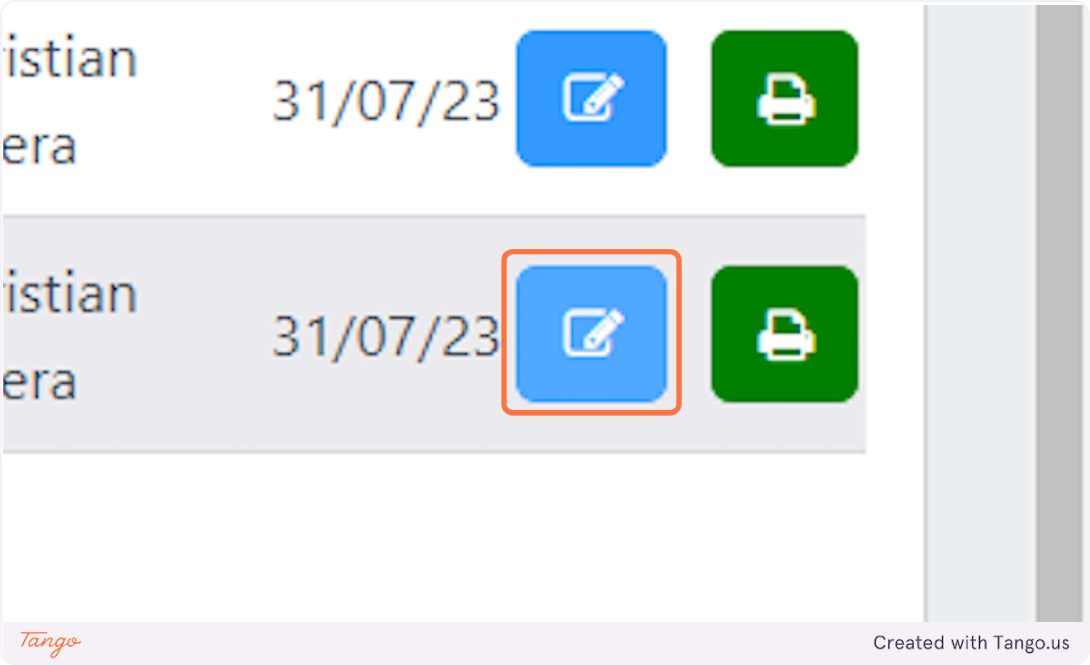 ristian
31/07/23
era
ristian
31/07/23
era
Tango
Created with Tango.us